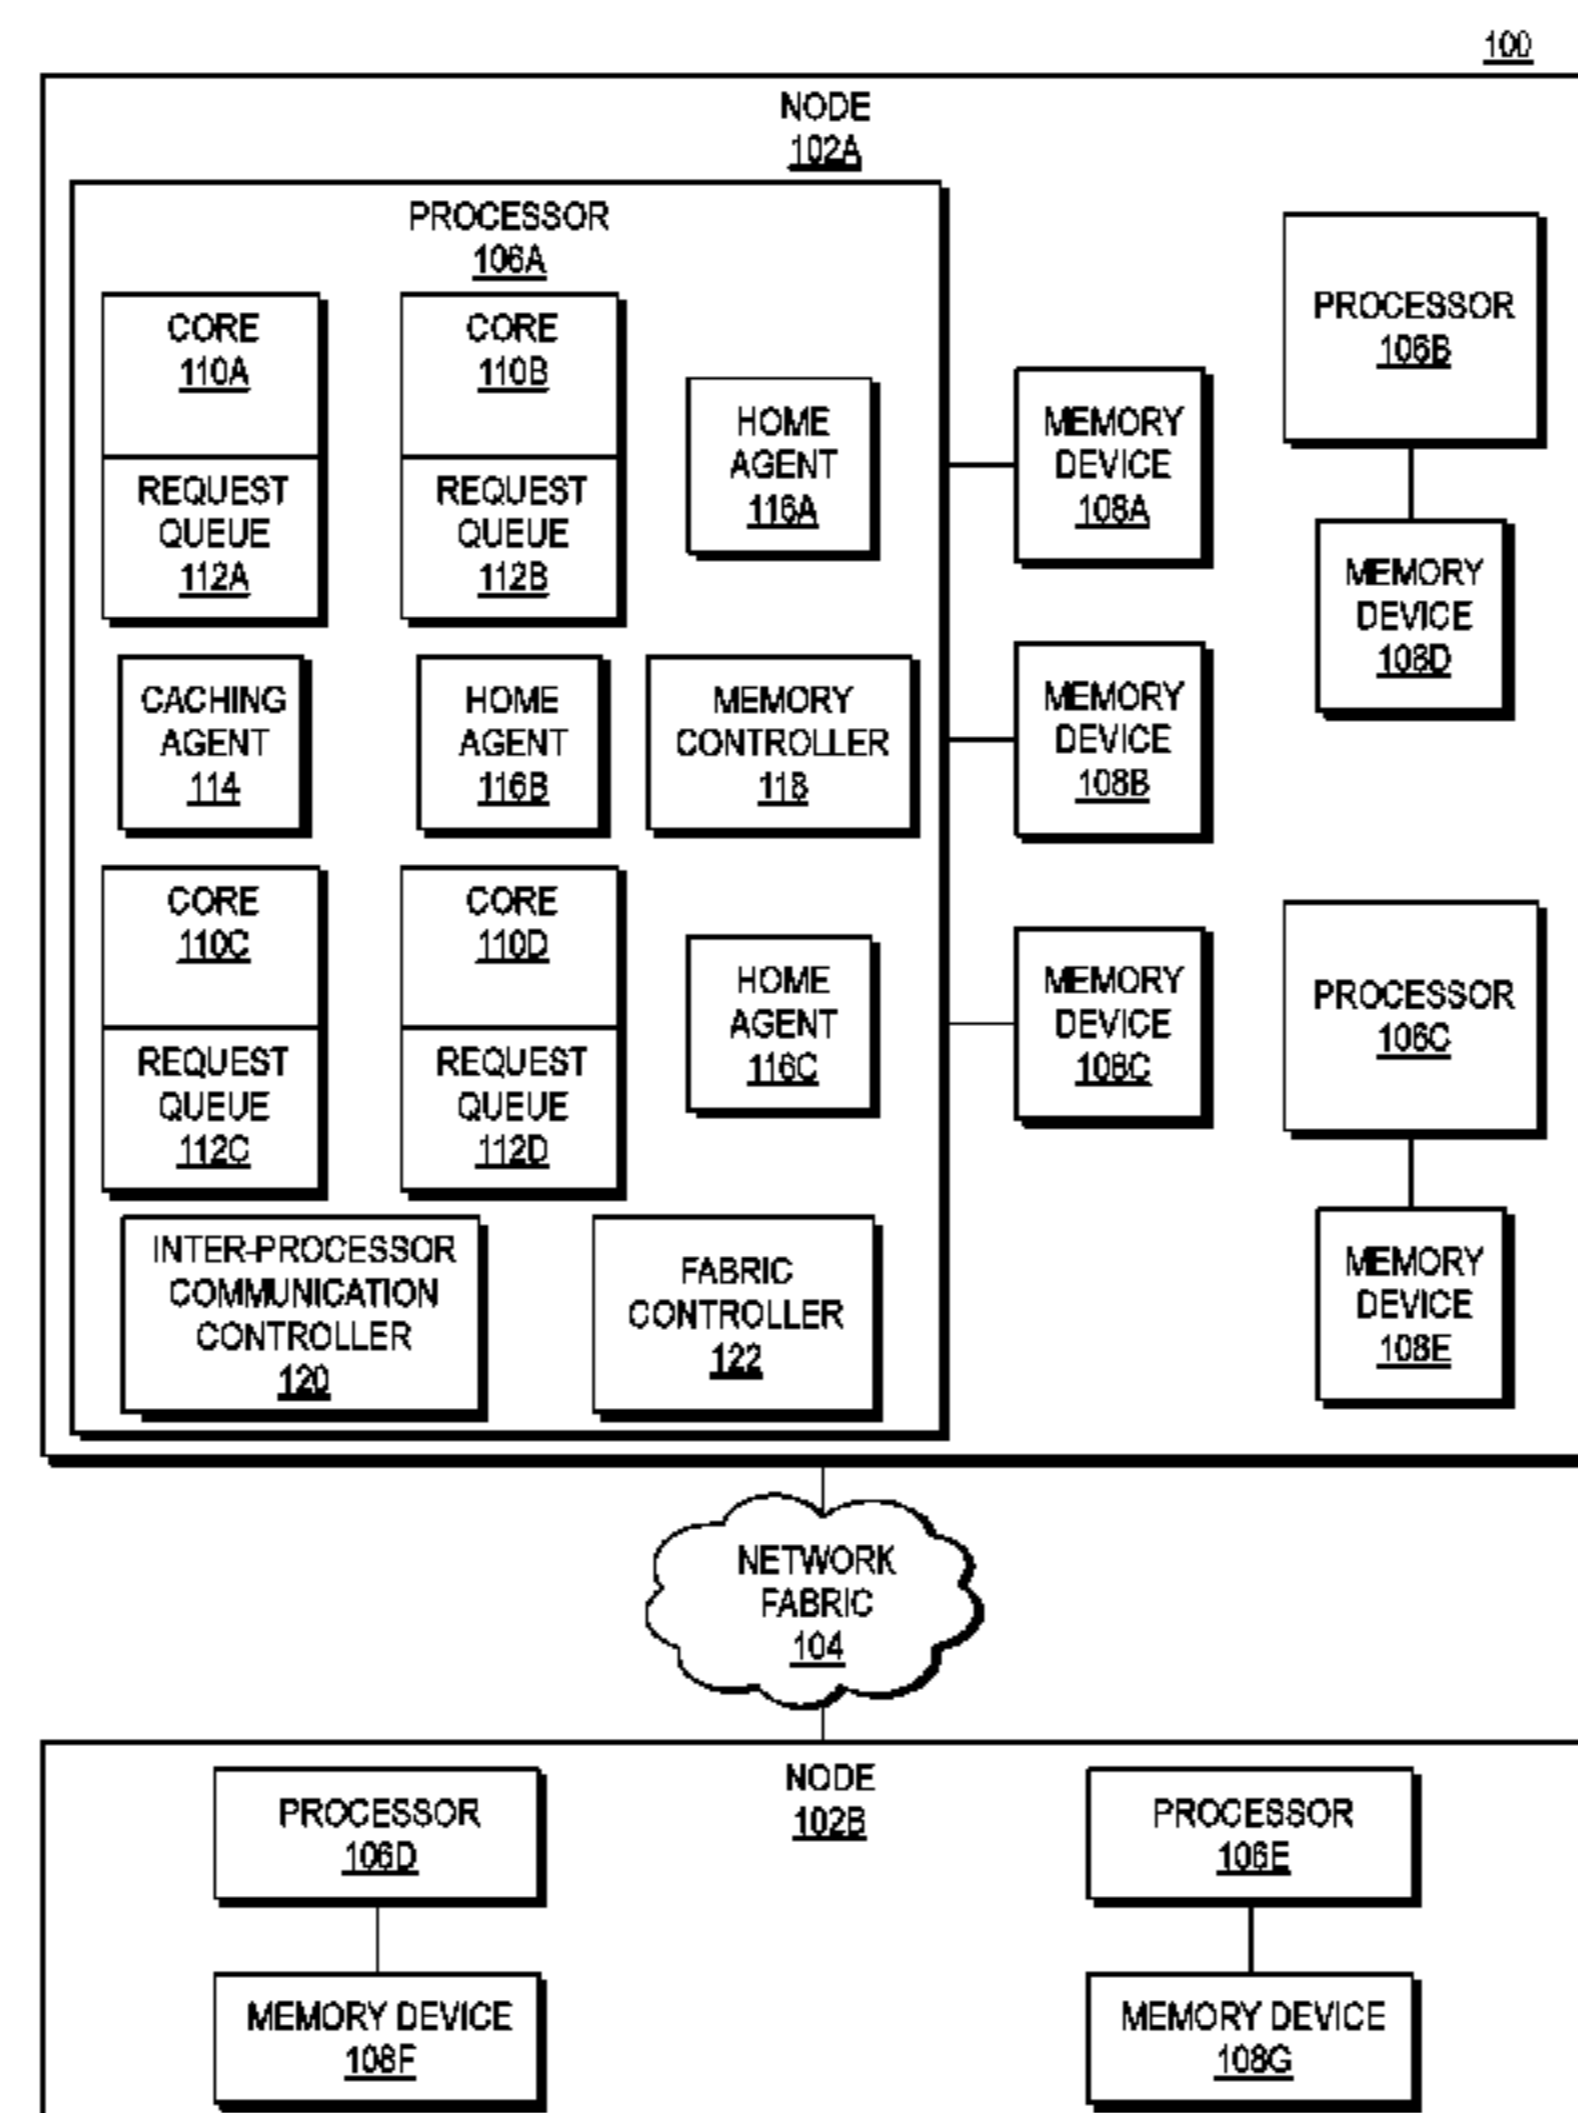 100
NODE
102A
PROCESSOR
106A
CORE
110A
REQUEST
QUEUE
112A
CORE
110B
REQUEST
QUEUE
112B
HOME
AGENT
116A
MEMORY
DEVICE
108A
PROCESSOR
106B
MEMORY
DEVICE
108D
CACHING
AGENT
114
HOME
AGENT
116B
MEMORY
CONTROLLER
118
MEMORY
DEVICE
108B
CORE
110C
REQUEST
QUEUE
112C
CORE
110D
REQUEST
QUEUE
112D
HOME
AGENT
116C
MEMORY
DEVICE
108C
PROCESSOR
106C
MEMORY
DEVICE
108E
INTER-PROCESSOR
COMMUNICATION
CONTROLLER
120
FABRIC
CONTROLLER
122
NETWORK
FABRIC
104
NODE
102B
PROCESSOR
106D
MEMORY DEVICE
108F
PROCESSOR
106E
MEMORY DEVICE
108G